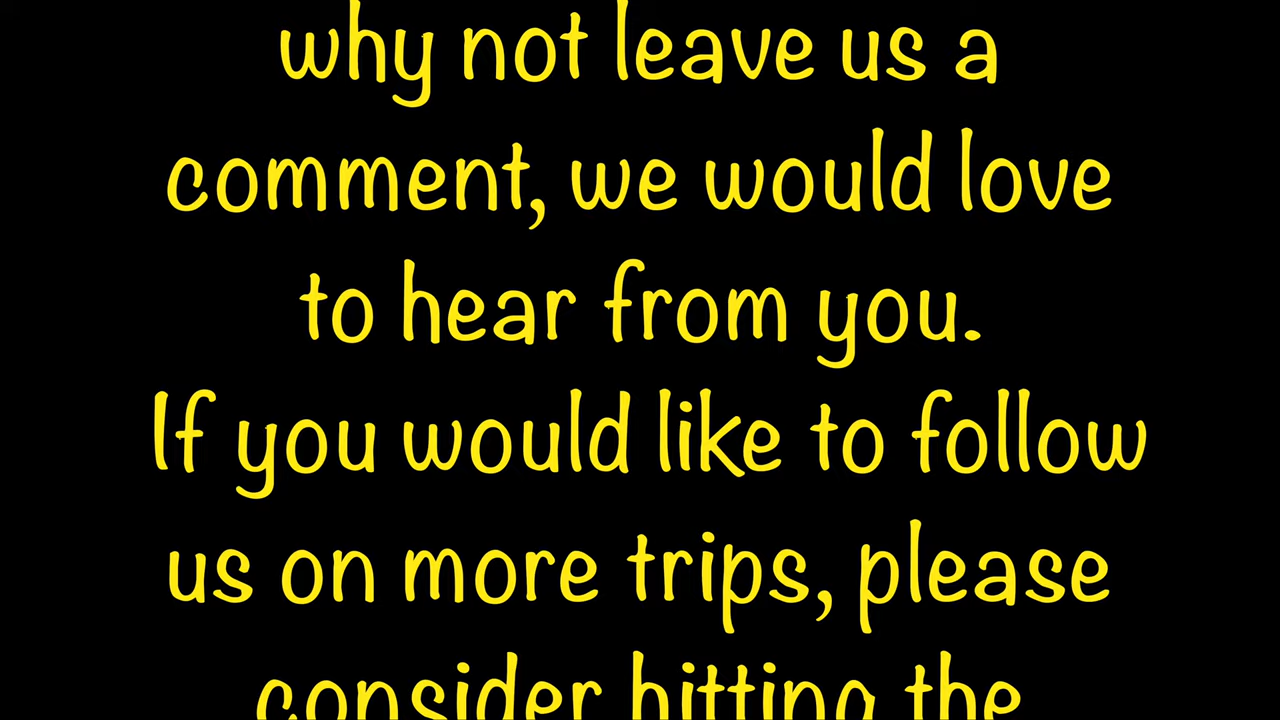 why not leave us a
comment, we would love
to hear from you.
If you would like to follow
us on more trips, please
consider hitting the